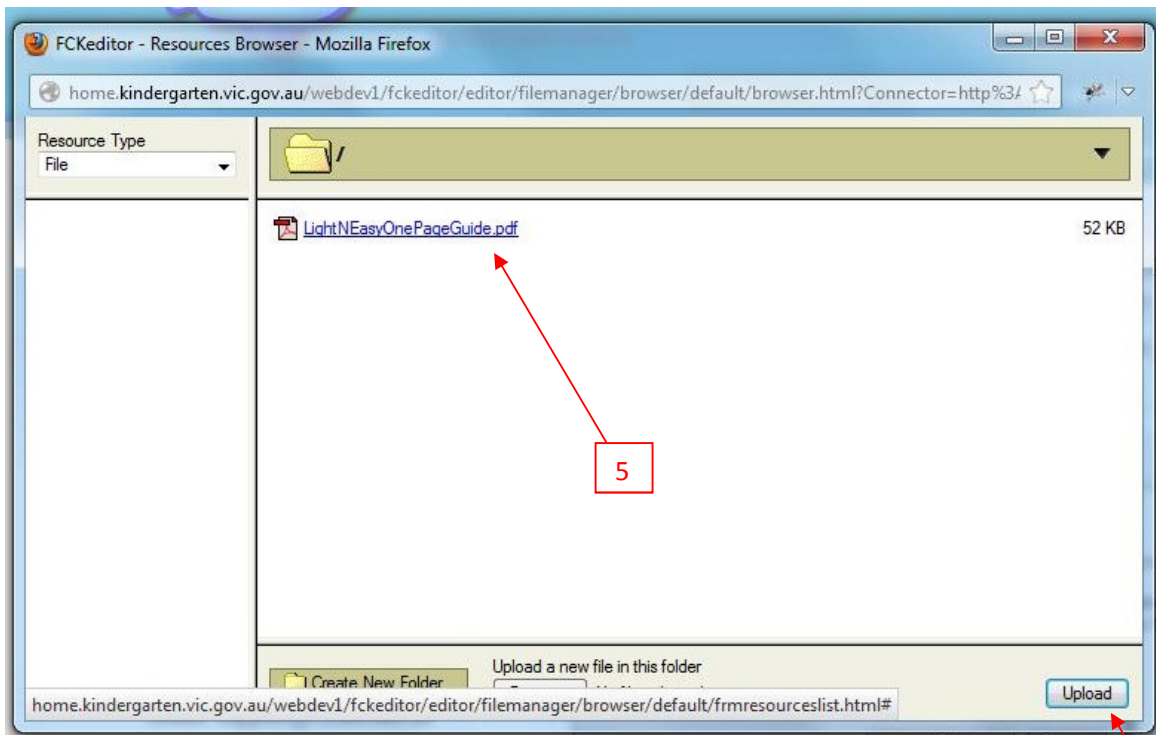 FCKeditor - Resources Browser - Mozilla Firefox
home.kindergarten.vic.gov.au/webdev1/fckeditor/editor/filemanager/browser/default/browser.html?Connector=http%3
Resource Type
File
/
LightNEasyOnePageGuide.pdf 52 KB
5
Upload a new file in this folder
Create New Folder
Upload
home.kindergarten.vic.gov.au/webdev1/fckeditor/editor/filemanager/browser/default/frmresourceslist.html#